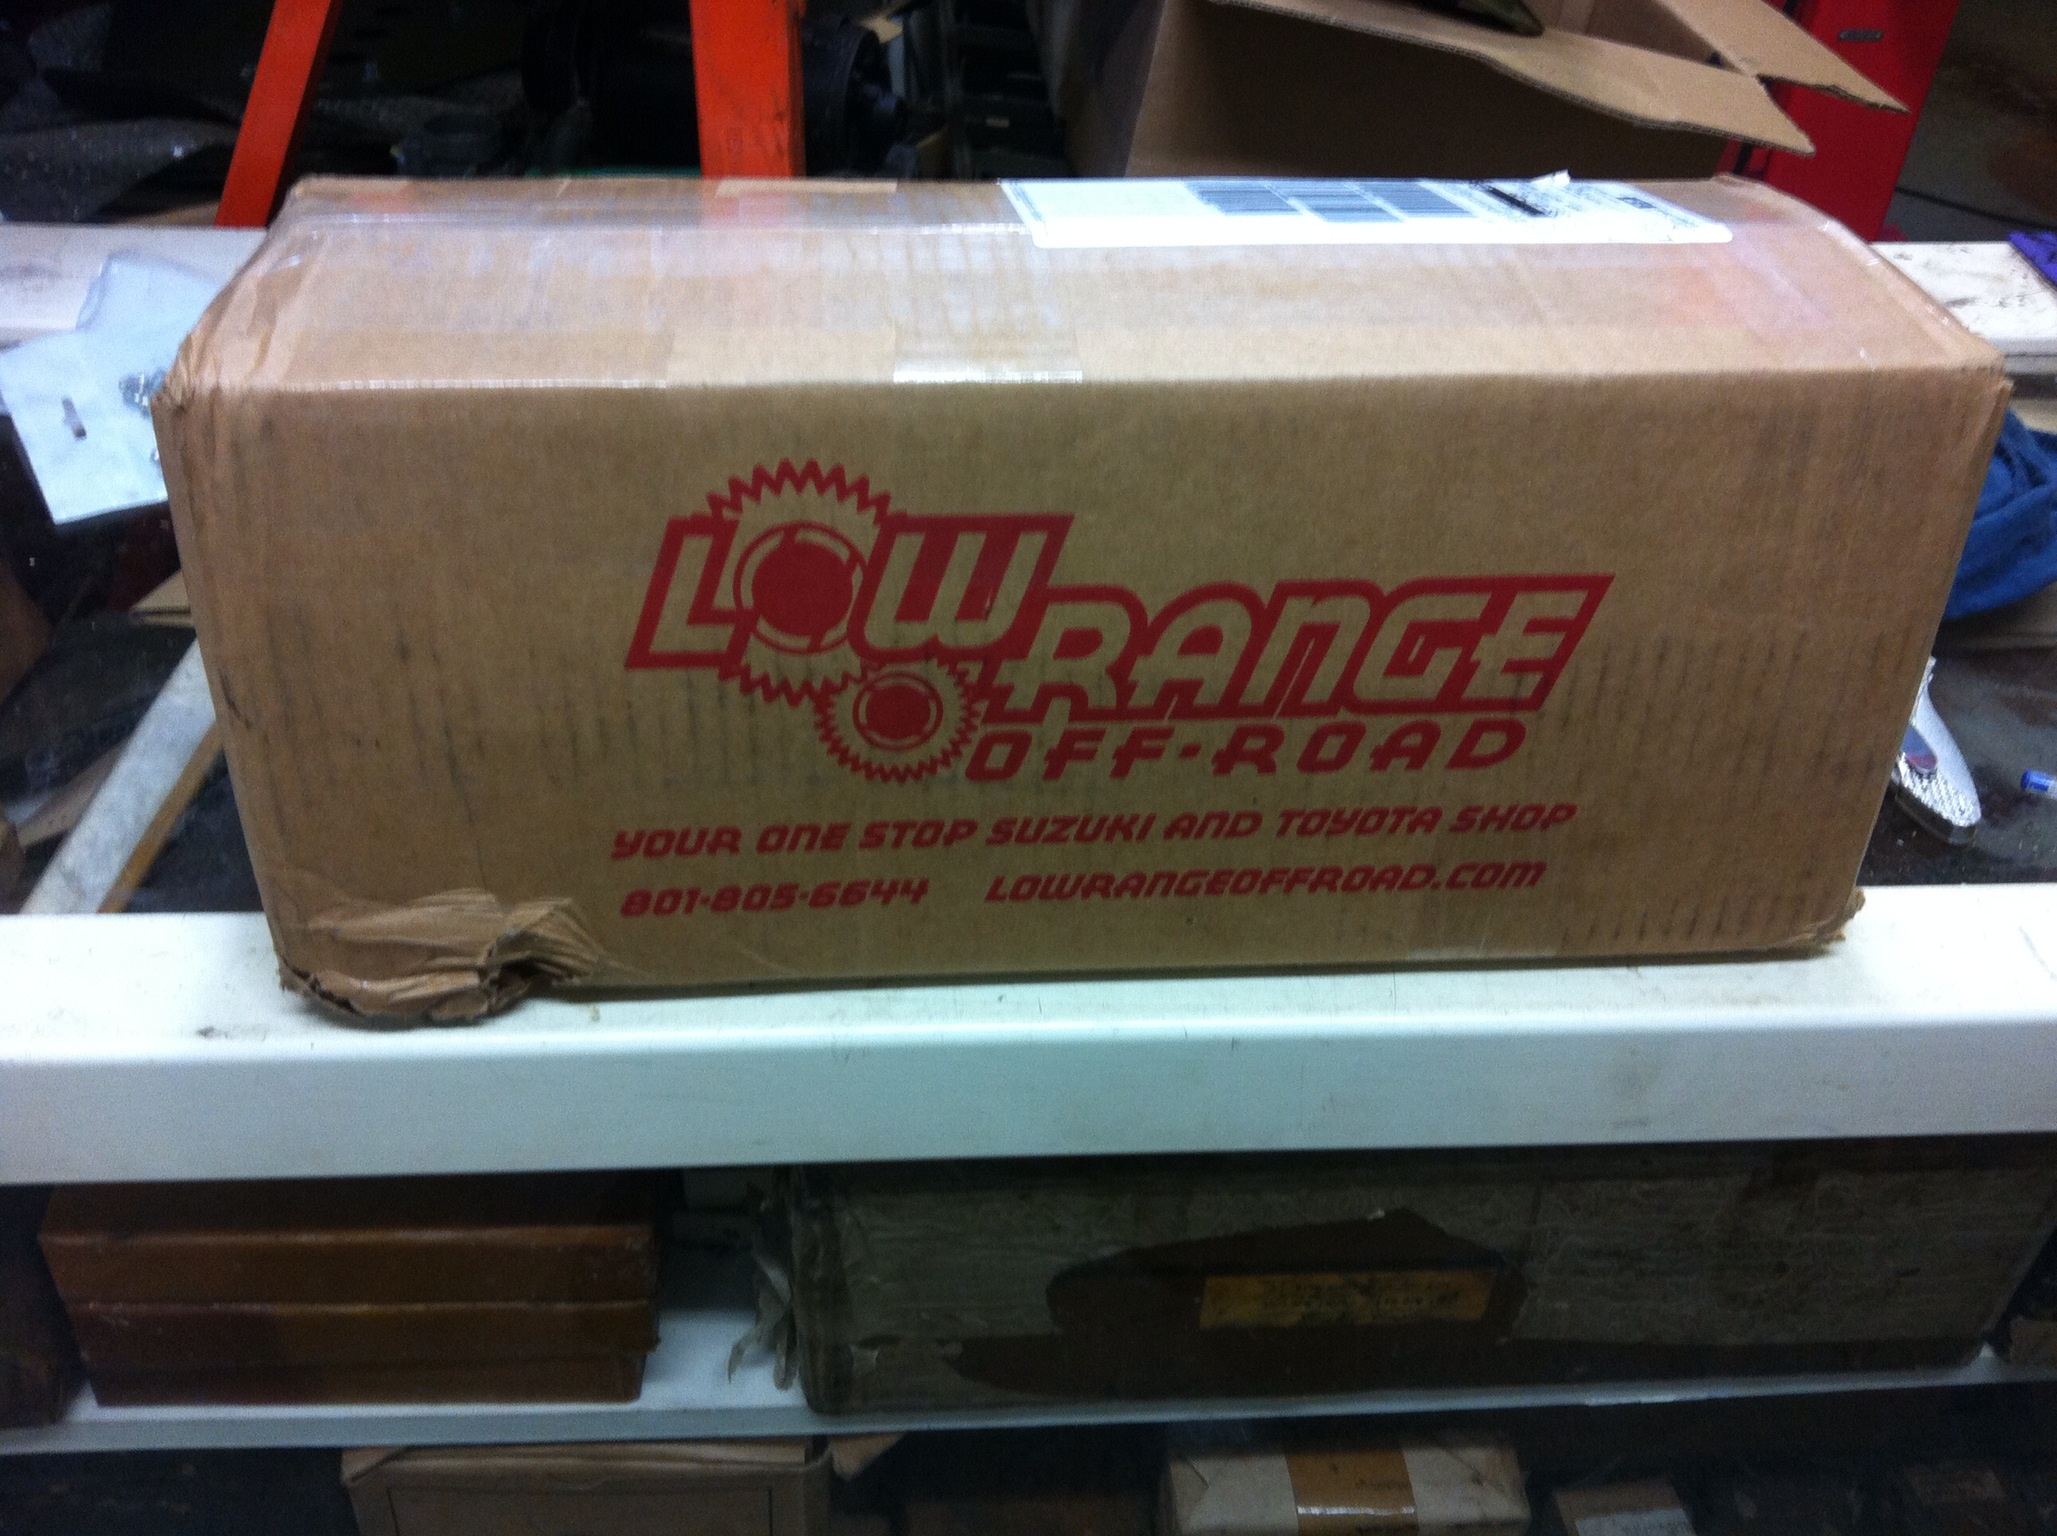 LOW RANGE
OFF-ROAD
YOUR ONE STOP SUZUKI AND TOYOTA SHOP
801-805-6644 LOWRANGEOFFROAD.COM